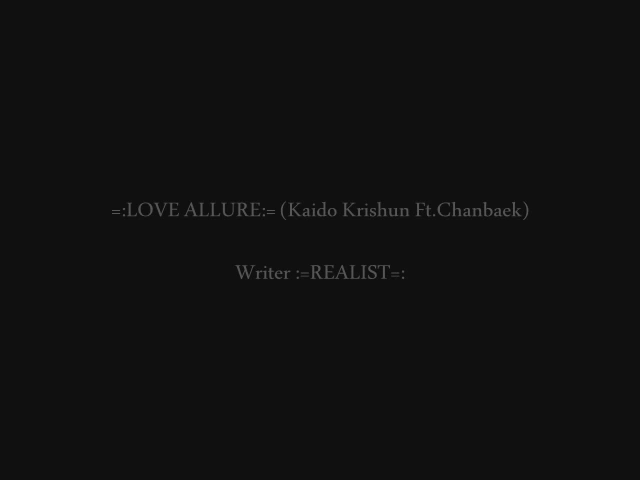 =:LOVE ALLURE:= (Kaido Krishun Ft.Chanbaek)
Writer :=REALIST=: